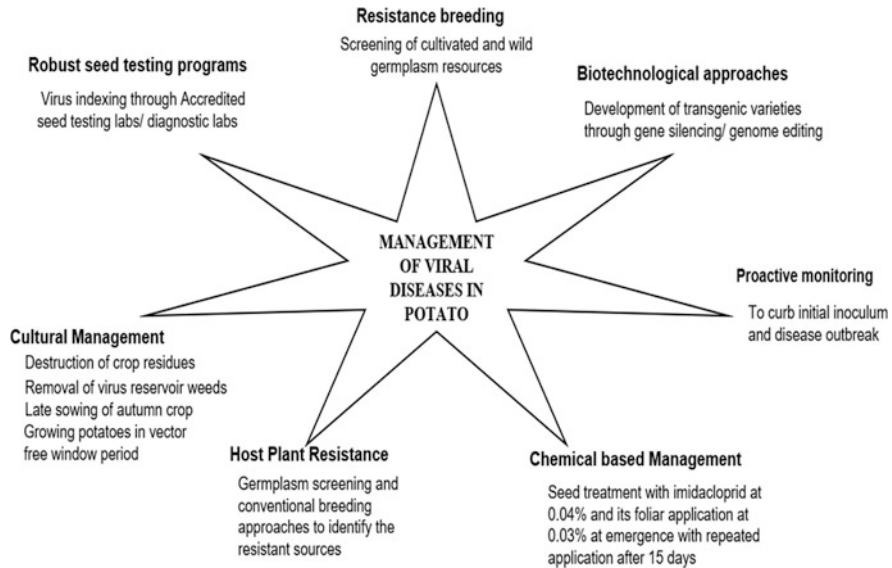 Resistance breeding
Screening of cultivated and wild
germplasm resources
Robust seed testing programs
Virus indexing through Accredited
seed testing labs/ diagnostic labs
Biotechnological approaches
Development of transgenic varieties
through gene silencing/ genome editing
MANAGEMENT
OF VIRAL
DISEASES IN
POTATO
Proactive monitoring
To curb initial inoculum
and disease outbreak
Cultural Management
Destruction of crop residues
Removal of virus reservoir weeds
Late sowing of autumn crop
Growing potatoes in vector
free window period
Host Plant Resistance
Germplasm screening and
conventional breeding
approaches to identify the
resistant sources
Chemical based Management
Seed treatment with imidacloprid at
0.04% and its foliar application at
0.03% at emergence with repeated
application after 15 days